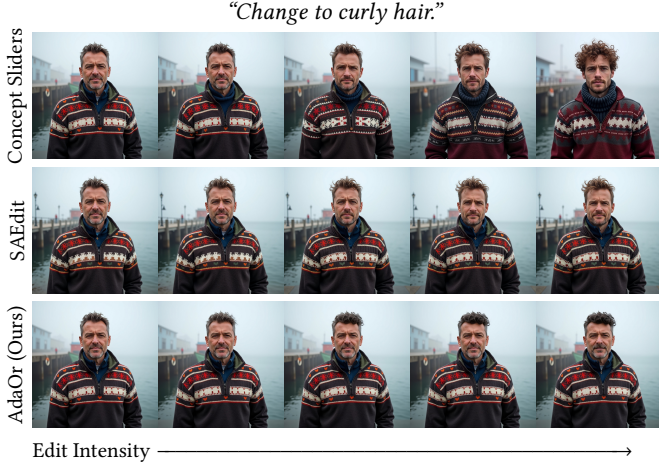 “Change to curly hair.”
Concept Sliders
SAEdit
AdaOr (Ours)
Edit Intensity